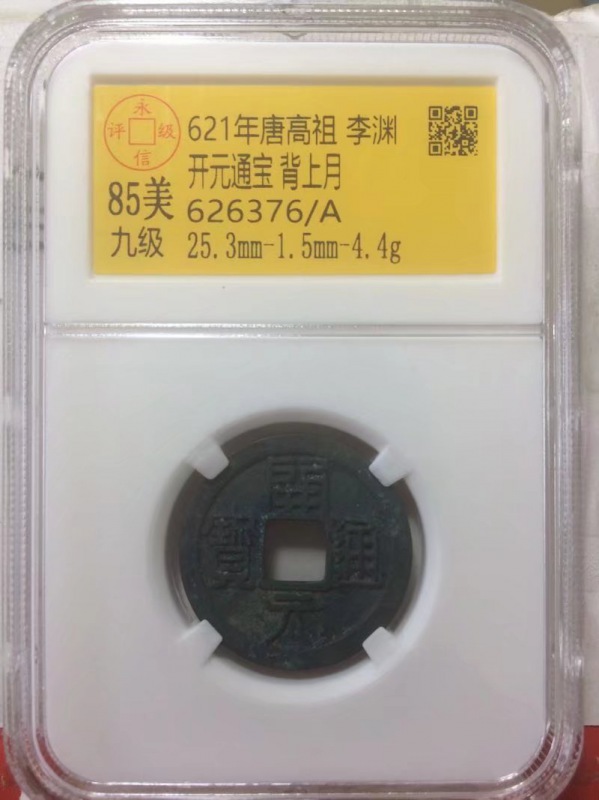 永信评级
621年唐高祖 李渊
开元通宝 背上月
85美 626376/A
九级 25.3mm-1.5mm-4.4g
開元通寳